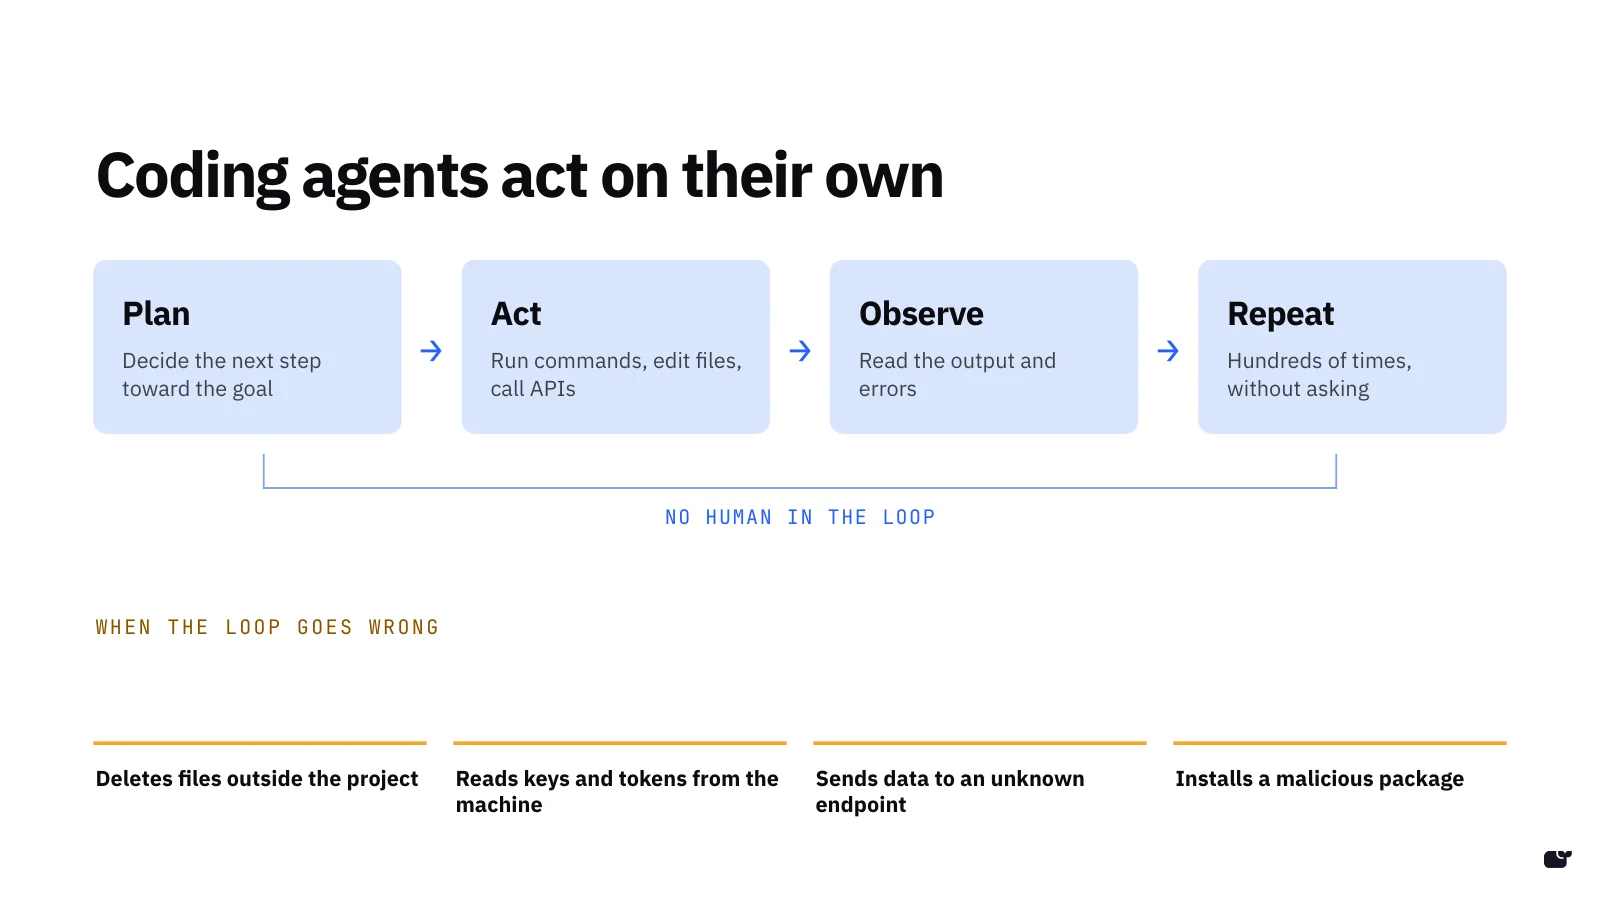 Coding agents act on their own
Plan
Decide the next step
toward the goal
→
Act
Run commands, edit files,
call APIs
→
Observe
Read the output and
errors
→
Repeat
Hundreds of times,
without asking
NO HUMAN IN THE LOOP
WHEN THE LOOP GOES WRONG
Deletes files outside the project
Reads keys and tokens from the
machine
Sends data to an unknown
endpoint
Installs a malicious package